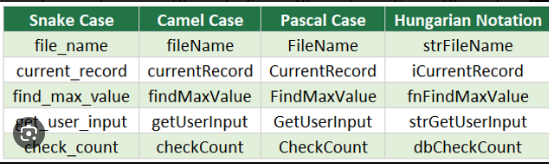 Snake Case Camel Case Pascal Case Hungarian Notation
file_name fileName FileName strFileName
current_record currentRecord CurrentRecord iCurrentRecord
find_max_value findMaxValue FindMaxValue fnFindMaxValue
get_user_input getUserInput GetUserInput strGetUserInput
check_count checkCount CheckCount dbCheckCount